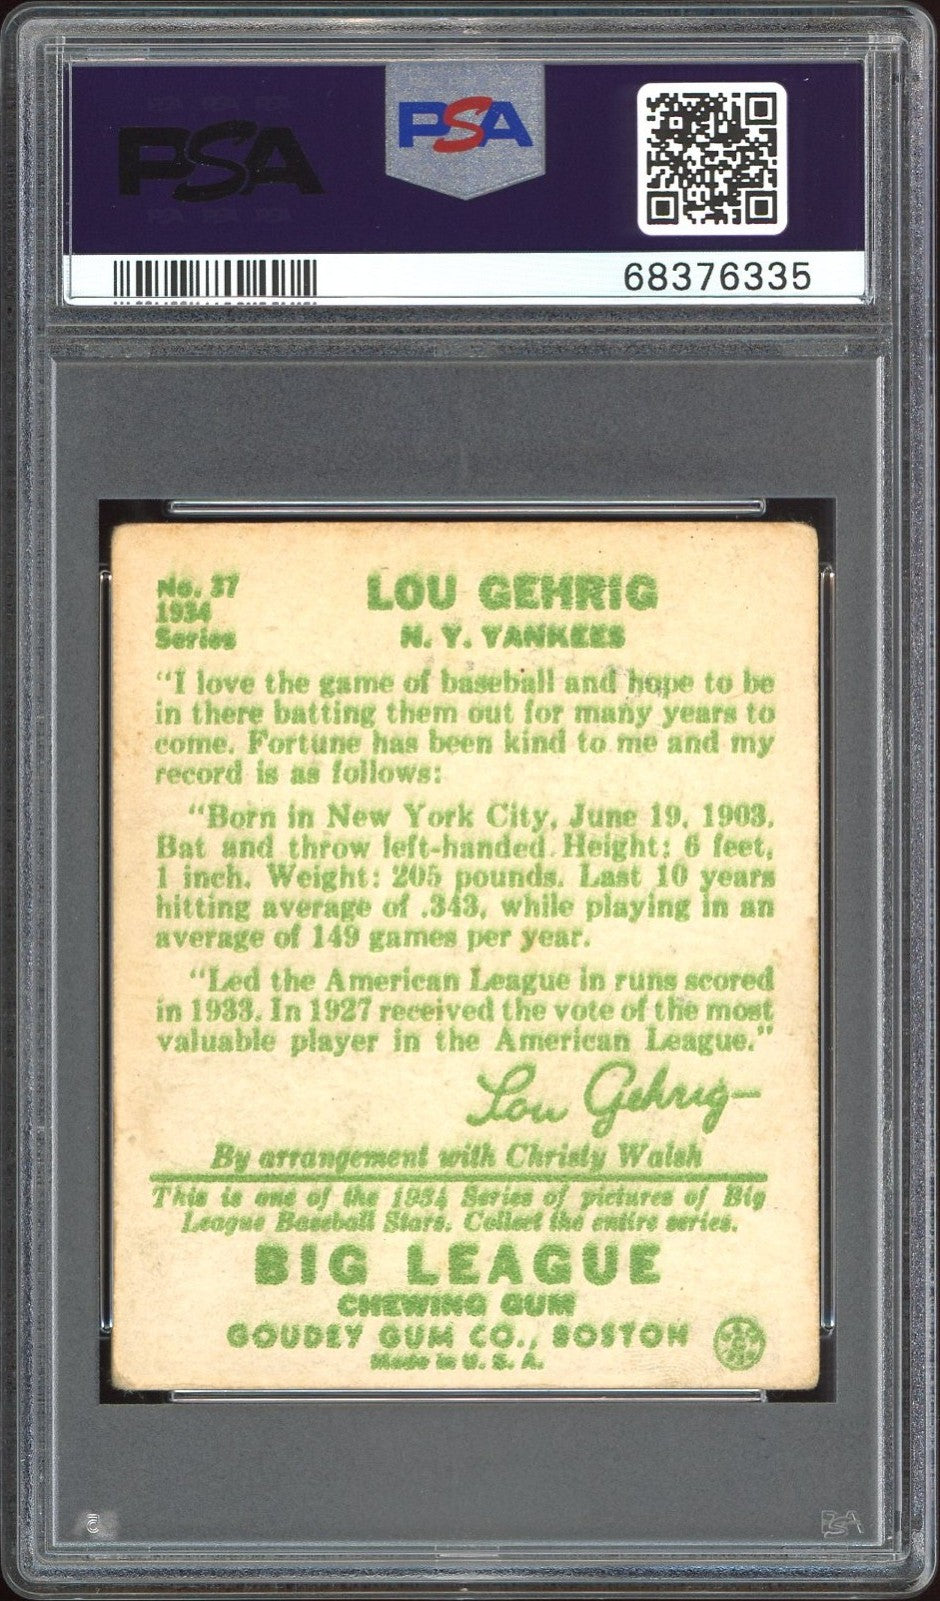 PSA
PSA
68376335
No. 37
1934
Series
LOU GEHRIG
N. Y. YANKEES
"I love the game of baseball and hope to be
in there batting them out for many years to
come. Fortune has been kind to me and my
record is as follows:
"Born in New York City, June 19, 1903.
Bat and throw left-handed. Height: 6 feet,
1 inch. Weight: 205 pounds. Last 10 years
hitting average of .343, while playing in an
average of 149 games per year.
"Led the American League in runs scored
in 1933. In 1927 received the vote of the most
valuable player in the American League."
Lou Gehrig
By arrangement with Christy Walsh
This is one of the 1934 Series of pictures of Big
League Baseball Stars. Collect the entire series.
BIG LEAGUE
CHEWING GUM
GOUDEY GUM CO., BOSTON
Made in U. S. A.
PSA